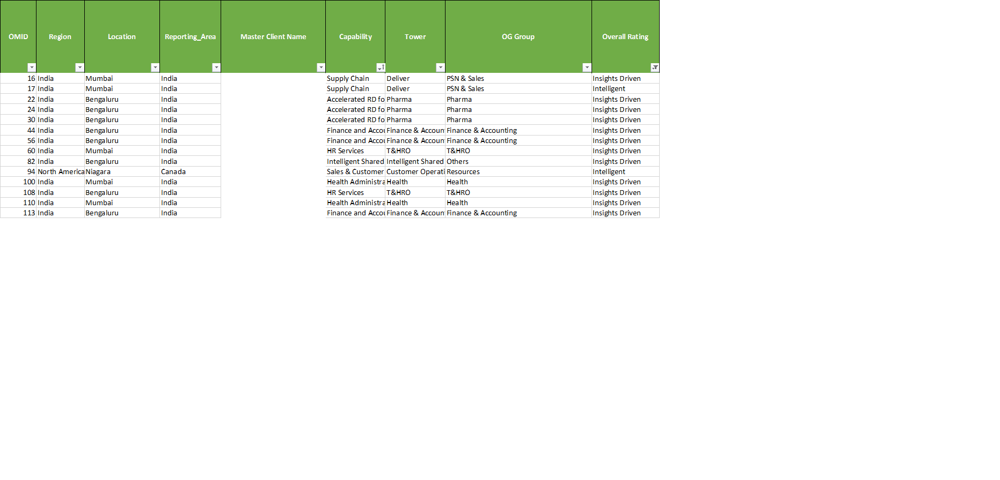 OMID Region Location Reporting_Area Master Client Name Capability Tower OG Group Overall Rating
16 India Mumbai India Supply Chain Deliver PSN & Sales Insights Driven
17 India Mumbai India Supply Chain Deliver PSN & Sales Intelligent
22 India Bengaluru India Accelerated RD fo Pharma Pharma Insights Driven
24 India Bengaluru India Accelerated RD fo Pharma Pharma Insights Driven
30 India Bengaluru India Accelerated RD fo Pharma Pharma Insights Driven
44 India Bengaluru India Finance and Accou Finance & Accoun Finance & Accounting Insights Driven
56 India Bengaluru India Finance and Accou Finance & Accoun Finance & Accounting Insights Driven
60 India Mumbai India HR Services T&HRO T&HRO Insights Driven
82 India Bengaluru India Intelligent Shared Intelligent Shared Others Insights Driven
94 North America Niagara Canada Sales & Customer Customer Operati Resources Intelligent
100 India Mumbai India Health Administra Health Health Insights Driven
108 India Bengaluru India HR Services T&HRO T&HRO Insights Driven
110 India Mumbai India Health Administra Health Health Insights Driven
113 India Bengaluru India Finance and Accou Finance & Accoun Finance & Accounting Insights Driven